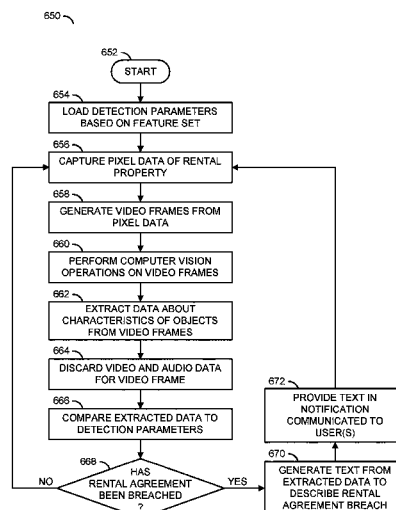 650
652
START
654
LOAD DETECTION PARAMETERS
BASED ON FEATURE SET
656
CAPTURE PIXEL DATA OF RENTAL
PROPERTY
658
GENERATE VIDEO FRAMES FROM
PIXEL DATA
660
PERFORM COMPUTER VISION
OPERATIONS ON VIDEO FRAMES
662
EXTRACT DATA ABOUT
CHARACTERISTICS OF OBJECTS
FROM VIDEO FRAMES
664
DISCARD VIDEO AND AUDIO DATA
FOR VIDEO FRAME
666
COMPARE EXTRACTED DATA TO
DETECTION PARAMETERS
668
HAS
RENTAL AGREEMENT
BEEN BREACHED
?
NO
YES
670
GENERATE TEXT FROM
EXTRACTED DATA TO
DESCRIBE RENTAL
AGREEMENT BREACH
672
PROVIDE TEXT IN
NOTIFICATION
COMMUNICATED TO
USER(S)